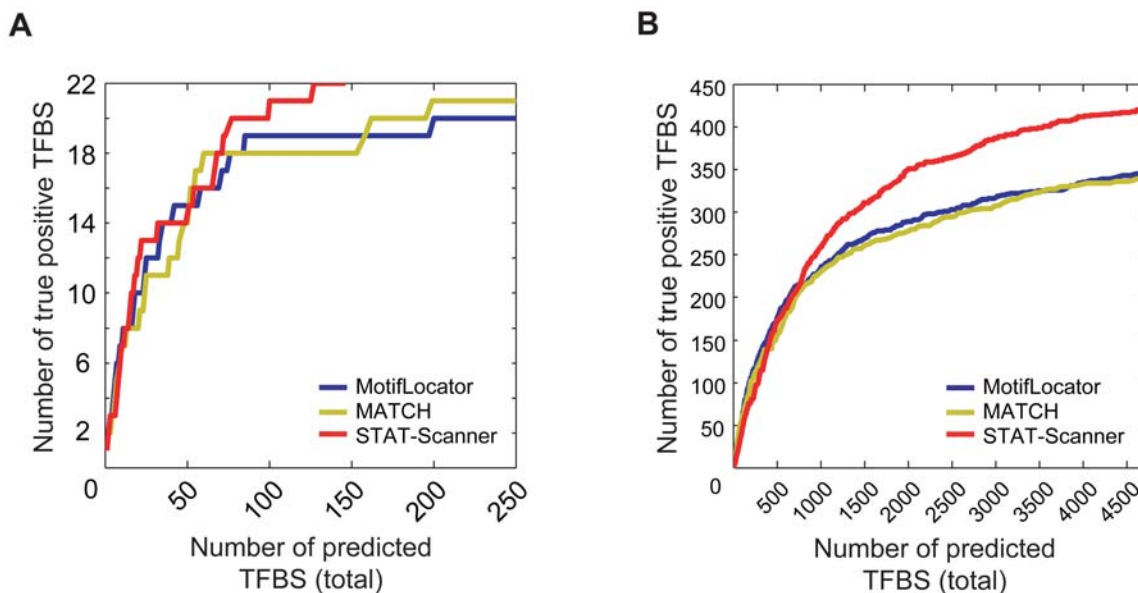 A
Number of true positive TFBS
22
18
14
10
6
2
0
50
100
150
200
250
MotifLocator
MATCH
STAT-Scanner
Number of predicted
TFBS (total)
B
Number of true positive TFBS
450
400
350
300
250
200
150
100
50
0
500
1000
1500
2000
2500
3000
3500
4000
4500
MotifLocator
MATCH
STAT-Scanner
Number of predicted
TFBS (total)